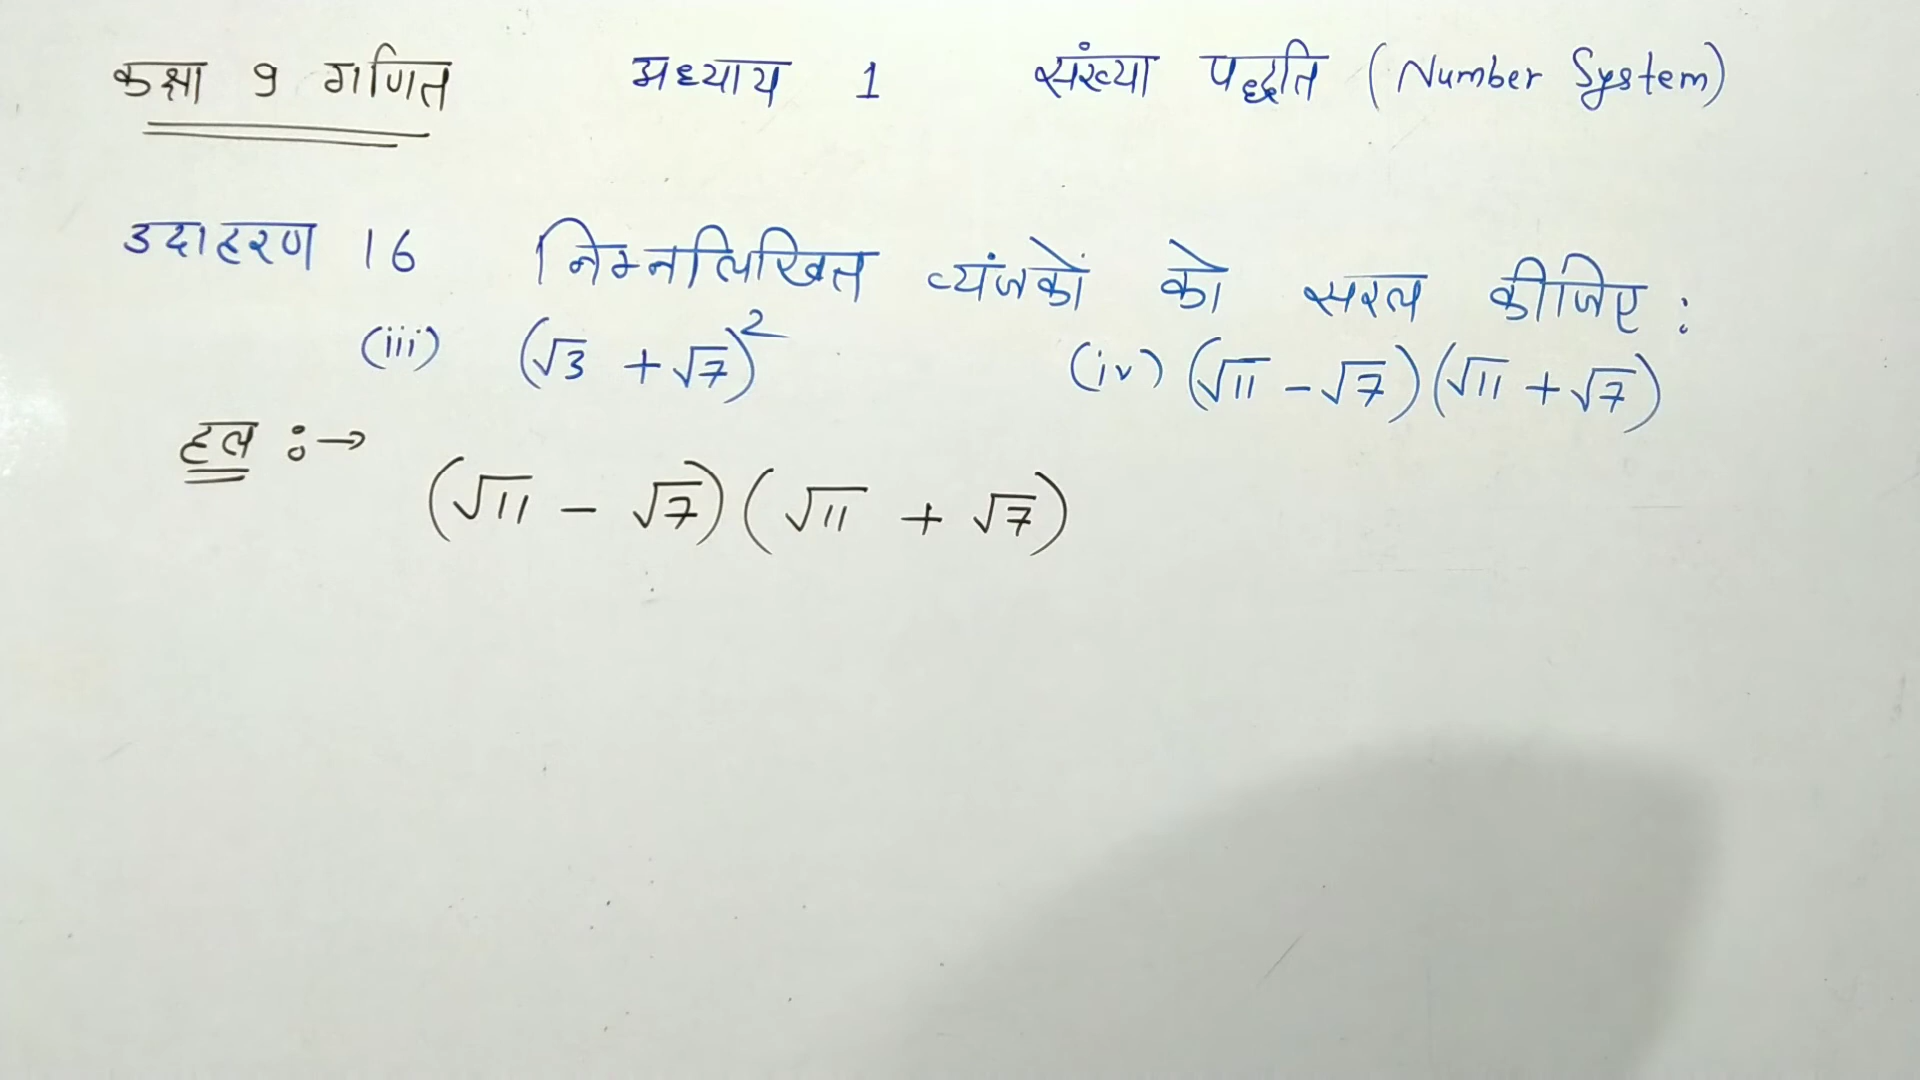 कक्षा 9 गणित अध्याय 1 संख्या पद्धति (Number System)
उदाहरण 16 निम्नलिखित व्यंजकों को सरल कीजिए :
(iii) (√3 + √7)² (iv) (√11 - √7)(√11 + √7)
हल :→
(√11 - √7)(√11 + √7)